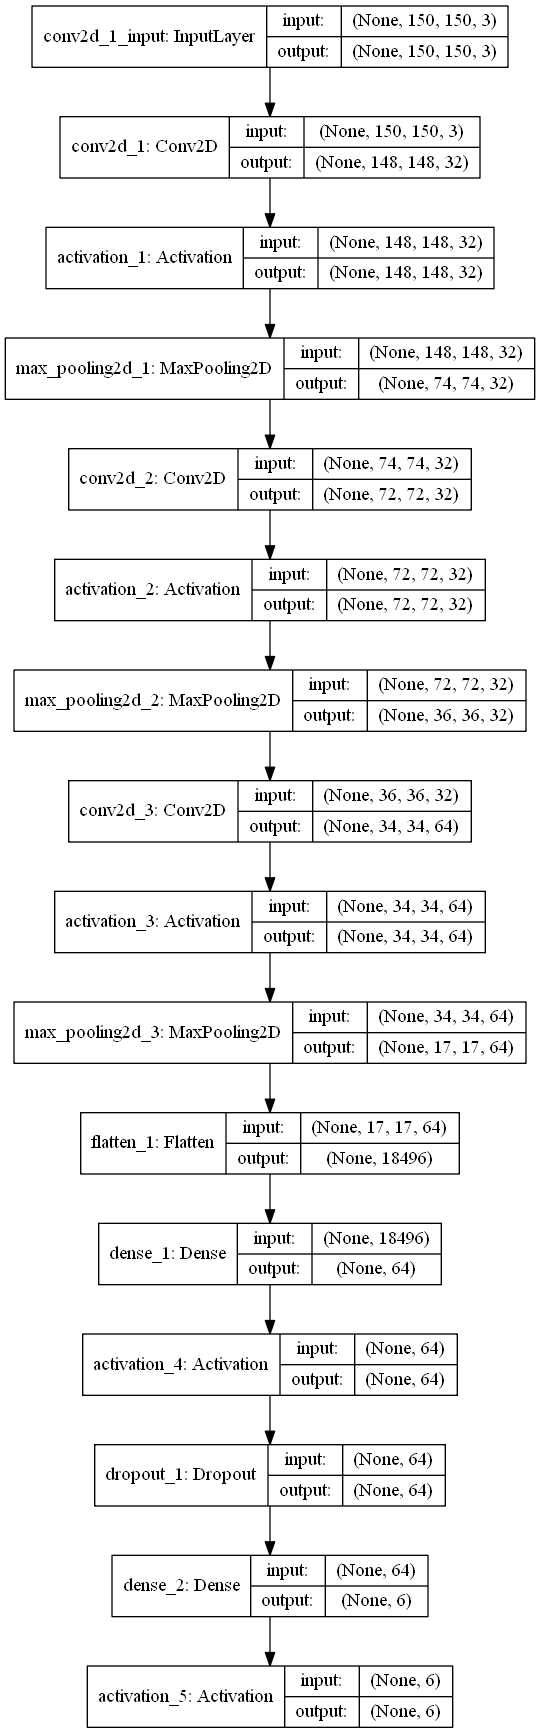 conv2d_1_input: InputLayer
input: (None, 150, 150, 3)
output: (None, 150, 150, 3)
conv2d_1: Conv2D
input: (None, 150, 150, 3)
output: (None, 148, 148, 32)
activation_1: Activation
input: (None, 148, 148, 32)
output: (None, 148, 148, 32)
max_pooling2d_1: MaxPooling2D
input: (None, 148, 148, 32)
output: (None, 74, 74, 32)
conv2d_2: Conv2D
input: (None, 74, 74, 32)
output: (None, 72, 72, 32)
activation_2: Activation
input: (None, 72, 72, 32)
output: (None, 72, 72, 32)
max_pooling2d_2: MaxPooling2D
input: (None, 72, 72, 32)
output: (None, 36, 36, 32)
conv2d_3: Conv2D
input: (None, 36, 36, 32)
output: (None, 34, 34, 64)
activation_3: Activation
input: (None, 34, 34, 64)
output: (None, 34, 34, 64)
max_pooling2d_3: MaxPooling2D
input: (None, 34, 34, 64)
output: (None, 17, 17, 64)
flatten_1: Flatten
input: (None, 17, 17, 64)
output: (None, 18496)
dense_1: Dense
input: (None, 18496)
output: (None, 64)
activation_4: Activation
input: (None, 64)
output: (None, 64)
dropout_1: Dropout
input: (None, 64)
output: (None, 64)
dense_2: Dense
input: (None, 64)
output: (None, 6)
activation_5: Activation
input: (None, 6)
output: (None, 6)